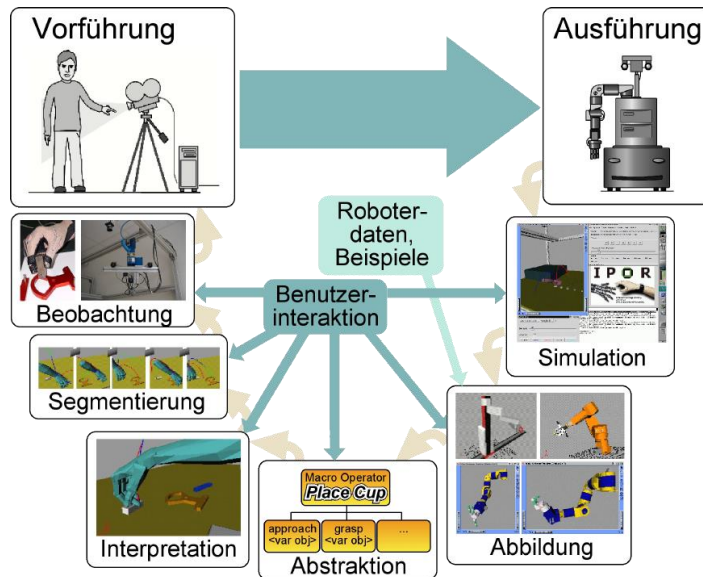 Vorführung
Ausführung
Roboter-
daten,
Beispiele
Benutzer-
interaktion
Beobachtung
IPOR
Simulation
Segmentierung
Interpretation
Macro Operator
Place Cup
approach
<var obj>
grasp
<var obj>
...
Abstraktion
Abbildung